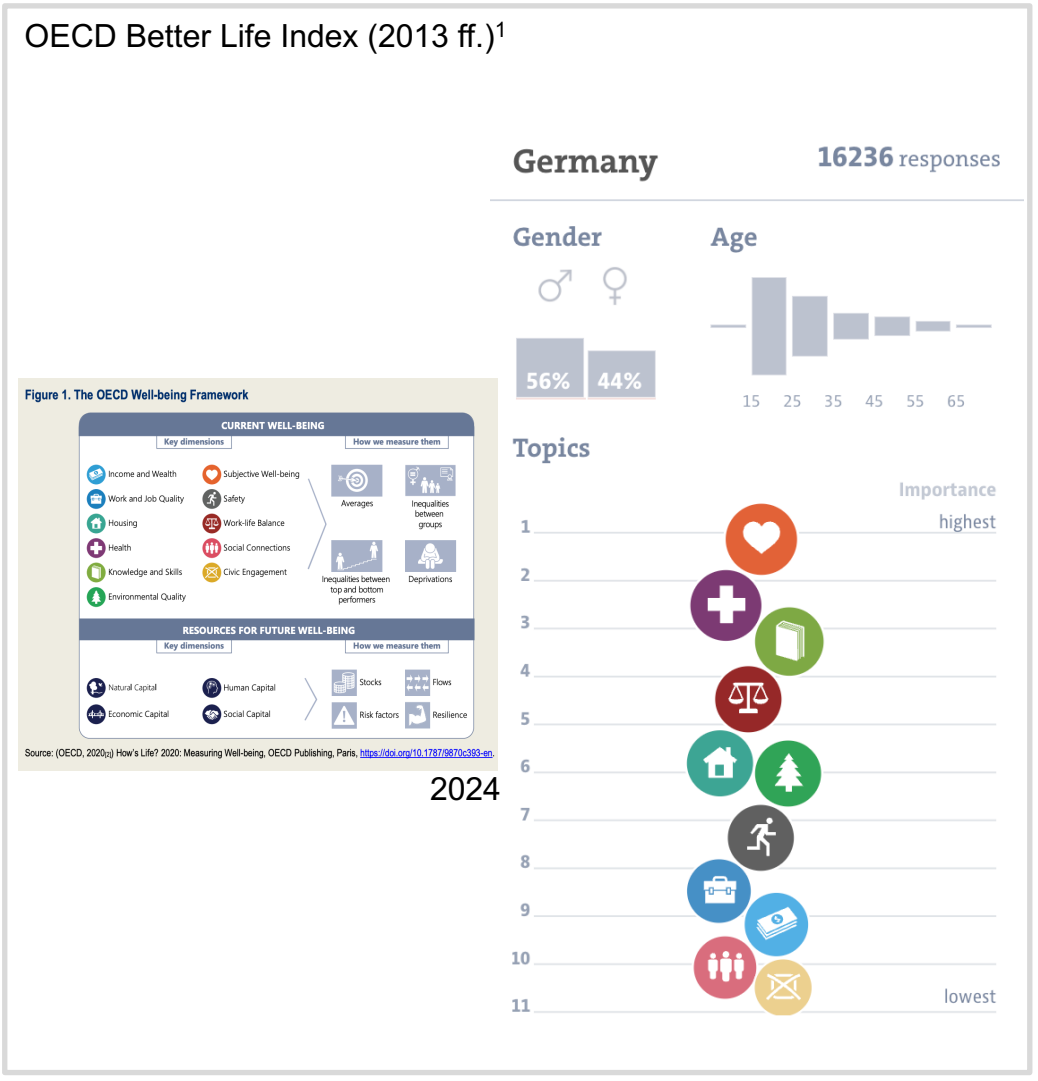 OECD Better Life Index (2013 ff.)¹
Germany
16236 responses
Gender
Age
56%
44%
15 25 35 45 55 65
Topics
Importance
highest
1
2
3
4
5
6
7
8
9
10
11
lowest
Figure 1. The OECD Well-being Framework
CURRENT WELL-BEING
Key dimensions
How we measure them
Income and Wealth
Subjective Well-being
Work and Job Quality
Safety
Housing
Work-life Balance
Health
Social Connections
Knowledge and Skills
Civic Engagement
Environmental Quality
Averages
Inequalities
between
groups
Inequalities between
top and bottom
performers
Deprivations
RESOURCES FOR FUTURE WELL-BEING
Key dimensions
How we measure them
Natural Capital
Human Capital
Economic Capital
Social Capital
Stocks
Flows
Risk factors
Resilience
Source: (OECD, 2020[2]) How's Life? 2020: Measuring Well-being, OECD Publishing, Paris, https://doi.org/10.1787/9870c393-en.
2024